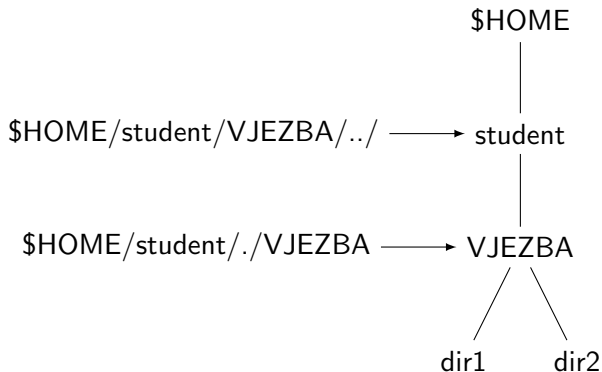 $HOME
$HOME/student/VJEZBA/../ student
$HOME/student/./VJEZBA VJEZBA
dir1 dir2